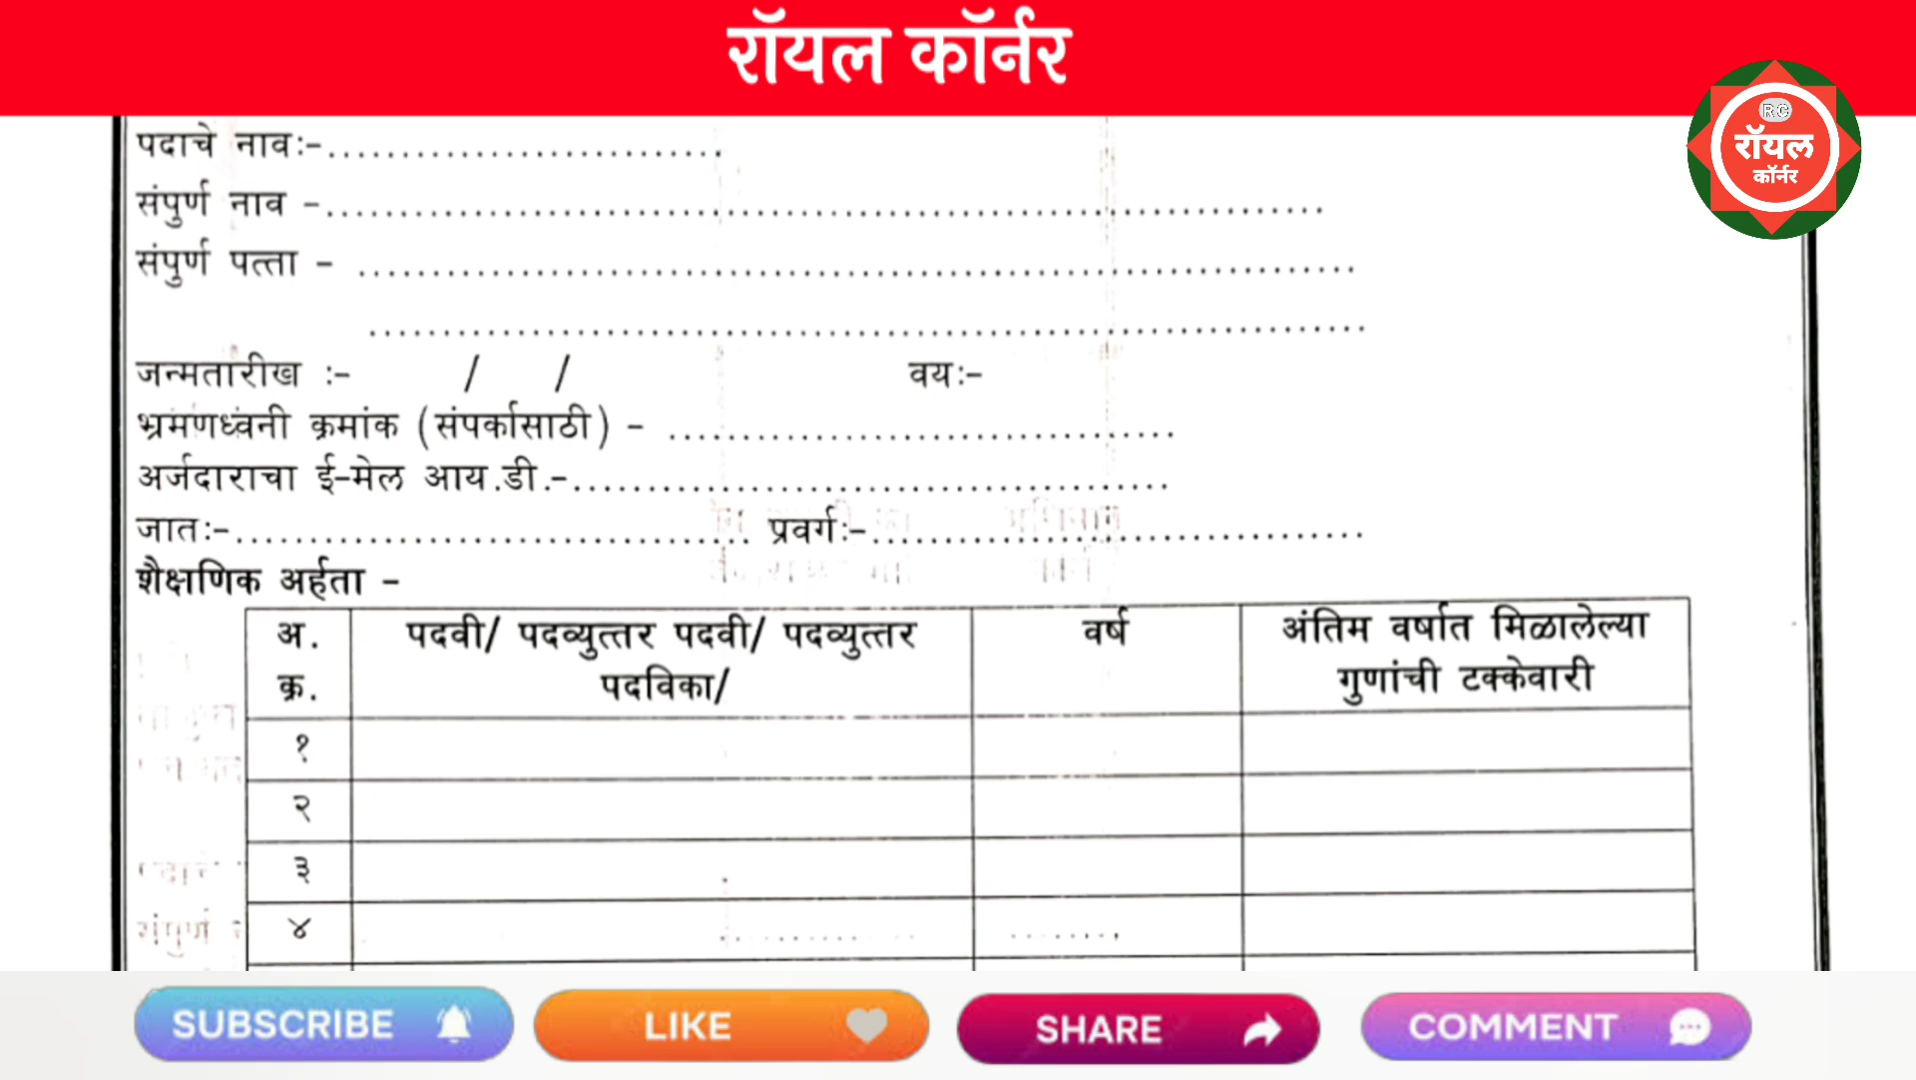 रॉयल कॉर्नर
RC
रॉयल
कॉर्नर
पदाचे नावः-...........................
संपुर्ण नाव -....................................................................
संपुर्ण पत्ता - ....................................................................
....................................................................
जन्मतारीख :- / / वयः-
भ्रमणध्वनी क्रमांक (संपर्कासाठी) - ...................................
अर्जदाराचा ई-मेल आय.डी.-.........................................
जातः-................................... प्रवर्गः-..................................
शैक्षाणिक अर्हता -
अ. क्र. पदवी/ पदव्युत्तर पदवी/ पदव्युत्तर पदविका/ वर्ष अंतिम वर्षात मिळालेल्या गुणांची टक्केवारी
१
२
३
४
SUBSCRIBE LIKE SHARE COMMENT